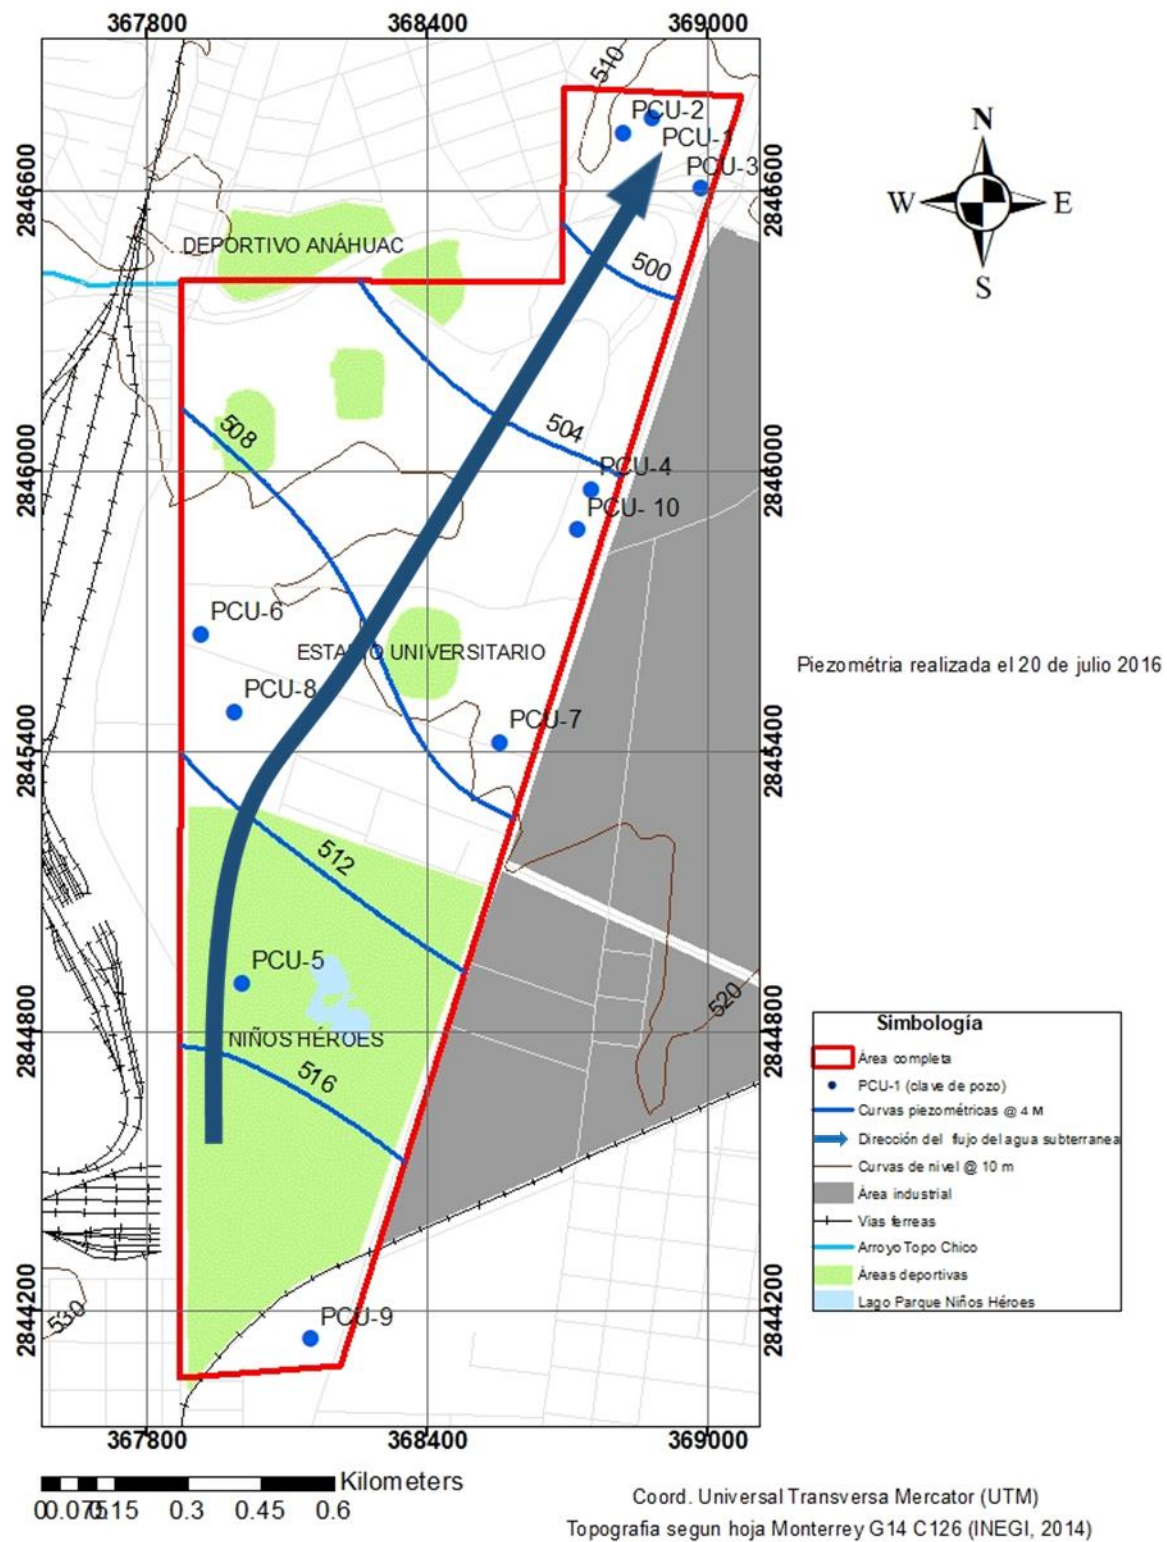 367800 368400 369000
510
PCU-2
PCU-1
PCU-3
2846600 2846600
N
W E
S
DEPORTIVO ANÁHUAC
500
508
504
2846000 2846000
PCU-4
PCU- 10
PCU-6
ESTADIO UNIVERSITARIO
Piezométria realizada el 20 de julio 2016
PCU-8
PCU-7
2845400 2845400
512
PCU-5
520
2844800 2844800
NIÑOS HÉROES
516
Simbología
Área completa
PCU-1 (clave de pozo)
Curvas piezométricas @ 4 M
Dirección del flujo del agua subterranea
Curvas de nivel @ 10 m
Área industrial
Vias ferreas
Arroyo Topo Chico
Áreas deportivas
Lago Parque Niños Héroes
530
2844200 2844200
PCU-9
367800 368400 369000
Kilometers
0 0.075 0.15 0.3 0.45 0.6
Coord. Universal Transversa Mercator (UTM)
Topografia segun hoja Monterrey G14 C126 (INEGI, 2014)